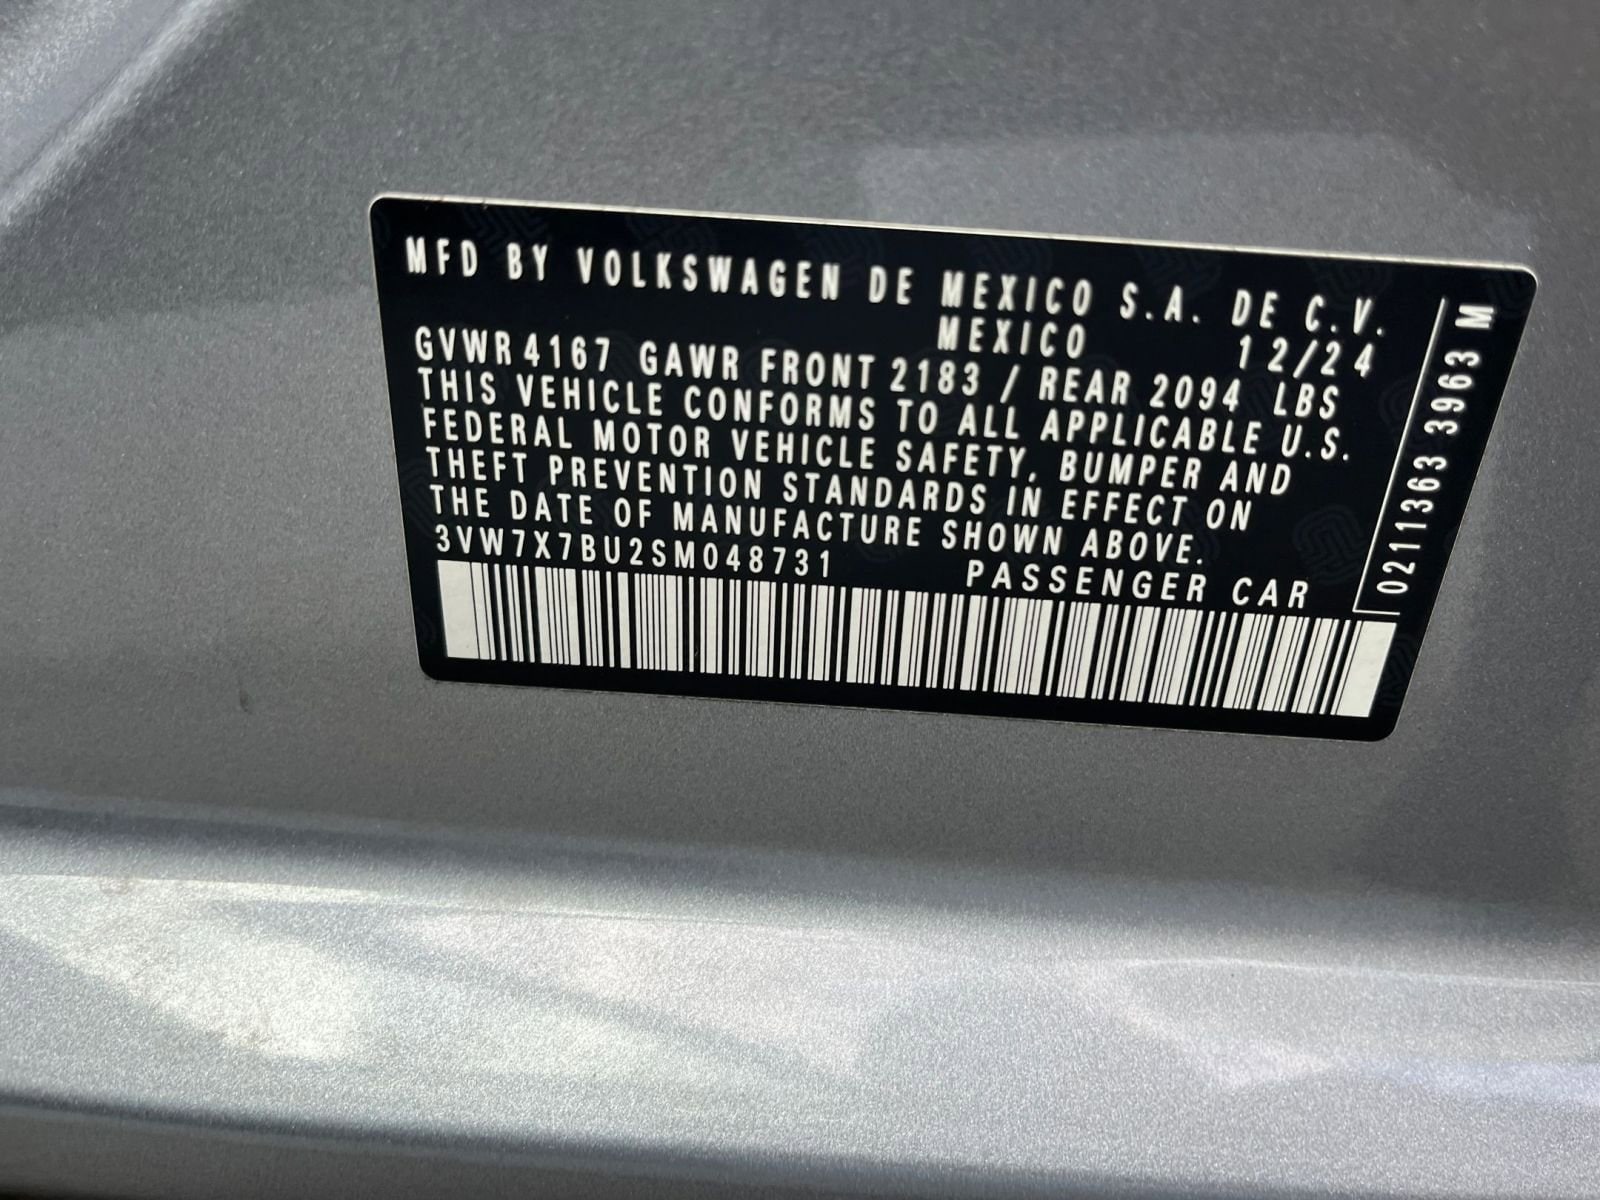 MFD BY VOLKSWAGEN DE MEXICO S.A. DE C.V.
MEXICO 12/24
GVWR 4167 GAWR FRONT 2183 / REAR 2094 LBS
THIS VEHICLE CONFORMS TO ALL APPLICABLE U.S.
FEDERAL MOTOR VEHICLE SAFETY, BUMPER AND
THEFT PREVENTION STANDARDS IN EFFECT ON
THE DATE OF MANUFACTURE SHOWN ABOVE.
3VW7X7BU2SM048731 PASSENGER CAR
0211363 3963 M